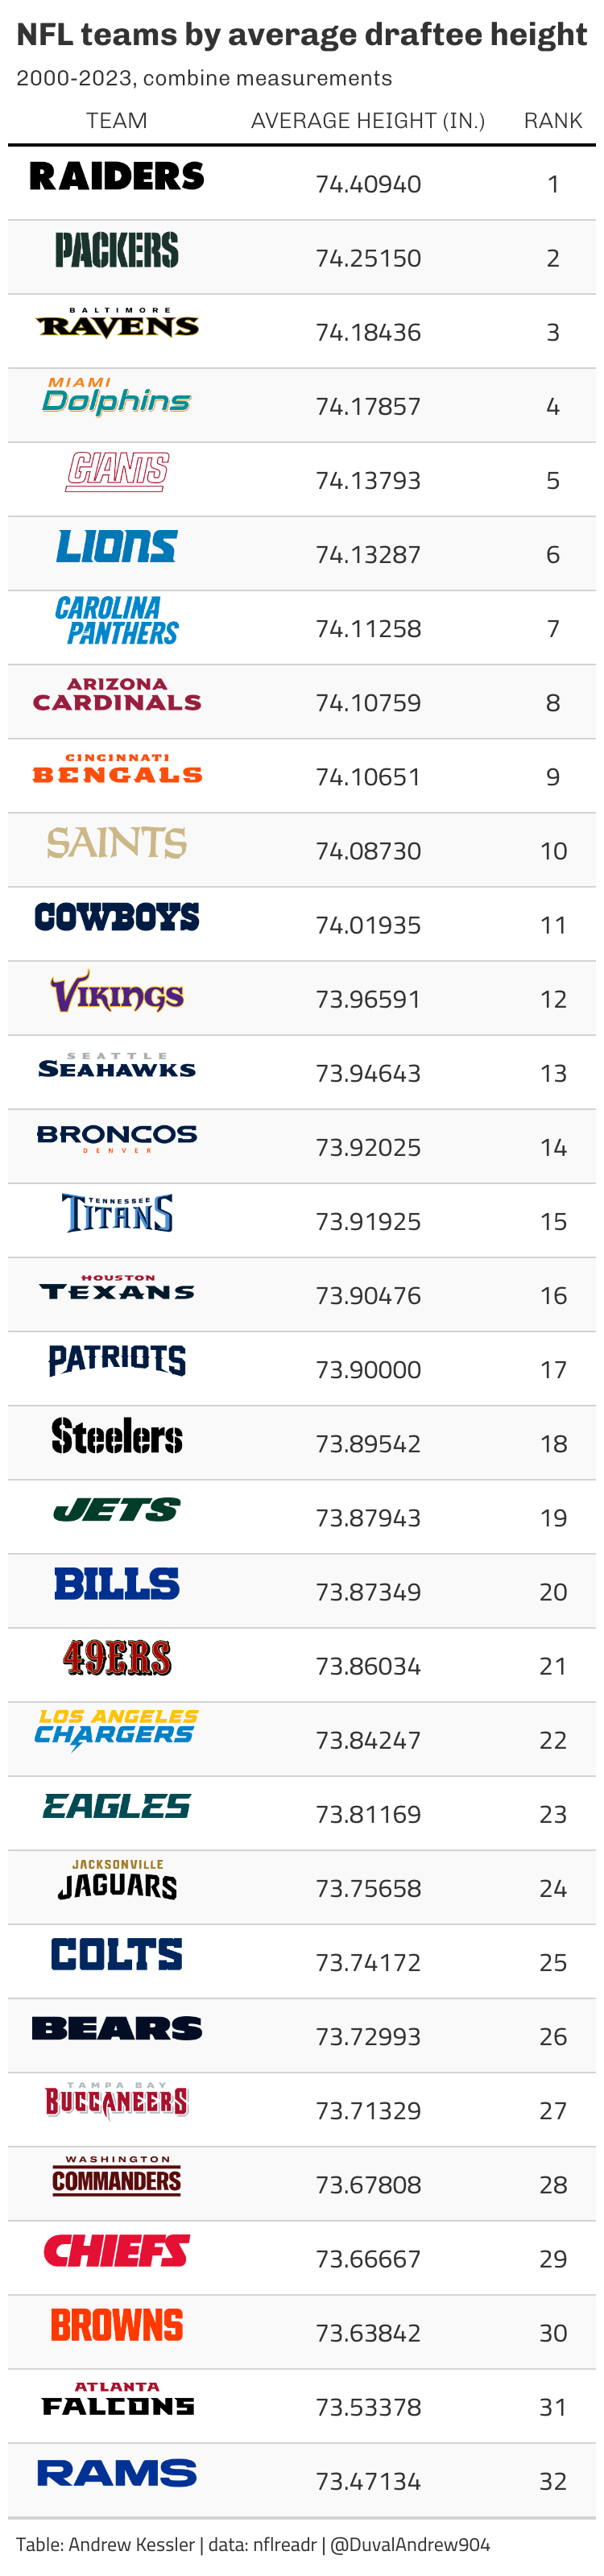 NFL teams by average draftee height
2000-2023, combine measurements
TEAM AVERAGE HEIGHT (IN.) RANK
RAIDERS 74.40940 1
PACKERS 74.25150 2
BALTIMORE
RAVENS 74.18436 3
MIAMI
Dolphins 74.17857 4
GIANTS 74.13793 5
LIONS 74.13287 6
CAROLINA
PANTHERS 74.11258 7
ARIZONA
CARDINALS 74.10759 8
CINCINNATI
BENGALS 74.10651 9
SAINTS 74.08730 10
COWBOYS 74.01935 11
VIKINGS 73.96591 12
SEATTLE
SEAHAWKS 73.94643 13
BRONCOS 73.92025 14
DENVER
TENNESSEE
TITANS 73.91925 15
HOUSTON
TEXANS 73.90476 16
PATRIOTS 73.90000 17
Steelers 73.89542 18
JETS 73.87943 19
BILLS 73.87349 20
49ERS 73.86034 21
LOS ANGELES
CHARGERS 73.84247 22
EAGLES 73.81169 23
JACKSONVILLE
JAGUARS 73.75658 24
COLTS 73.74172 25
BEARS 73.72993 26
TAMPA BAY
BUCCANEERS 73.71329 27
WASHINGTON
COMMANDERS 73.67808 28
CHIEFS 73.66667 29
BROWNS 73.63842 30
ATLANTA
FALCONS 73.53378 31
RAMS 73.47134 32
Table: Andrew Kessler | data: nflreadr | @DuvalAndrew904